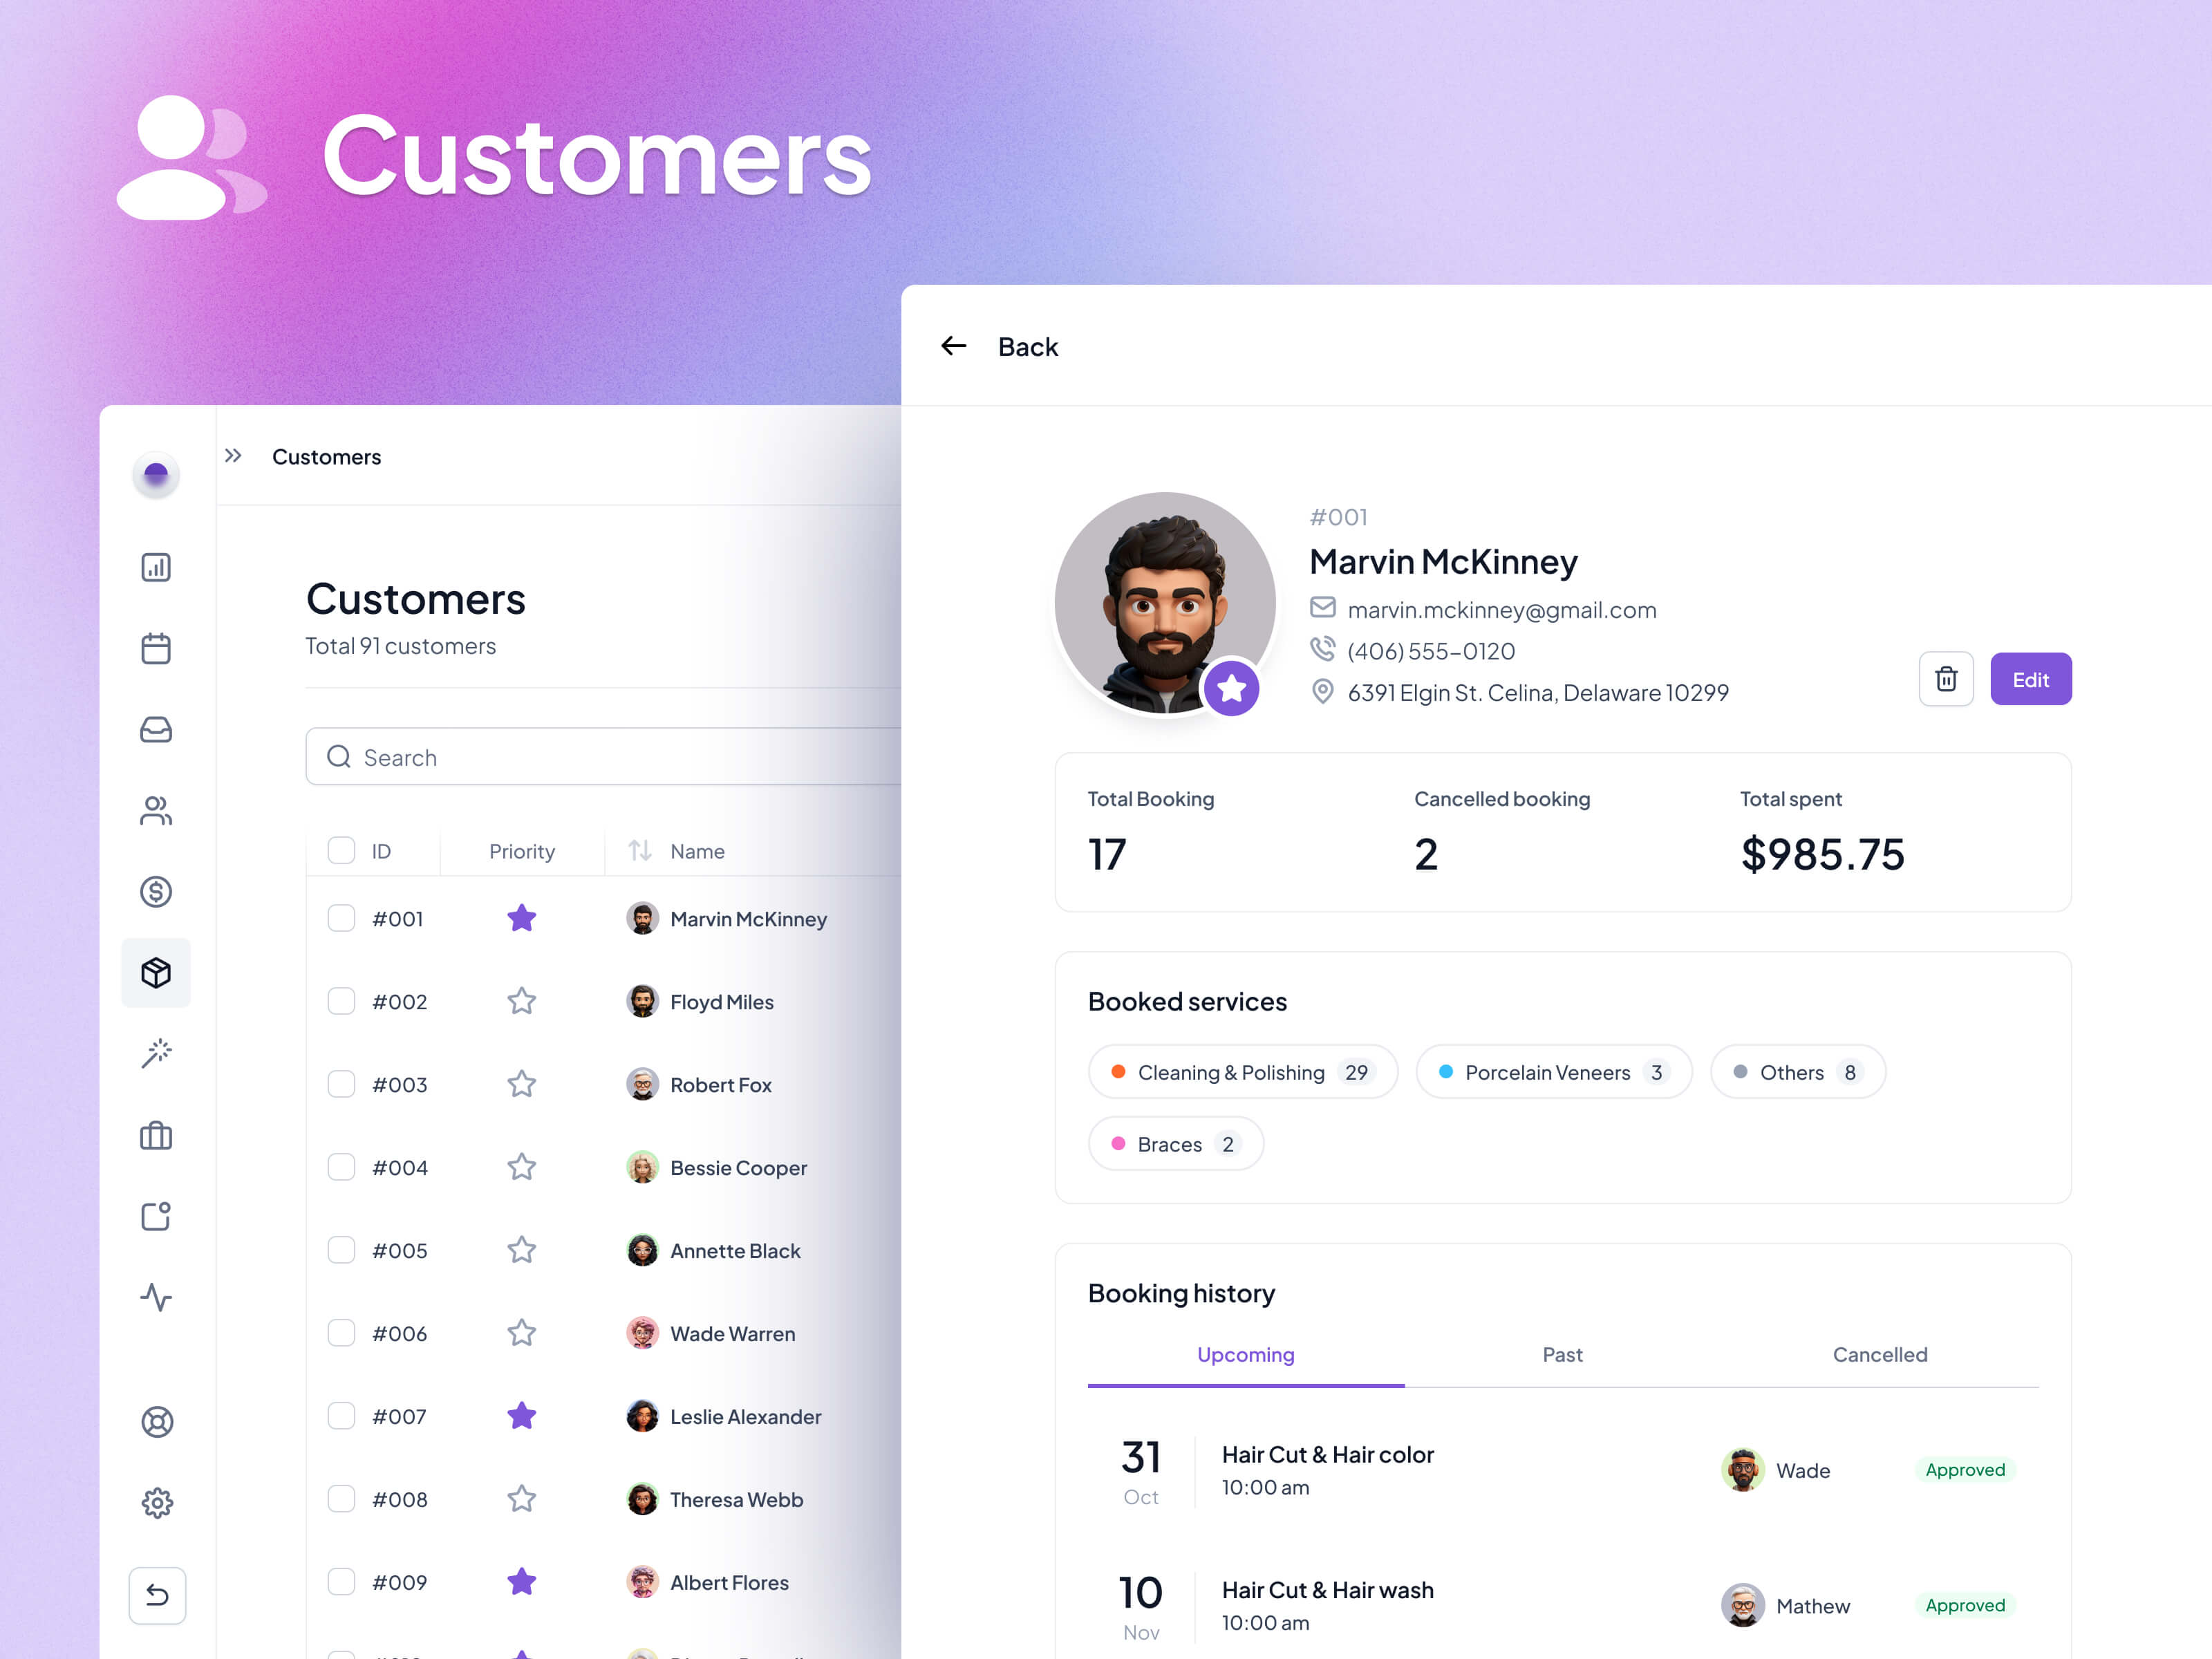 Customers
Customers
Customers
Total 91 customers
Search
ID Priority Name
#001 Marvin McKinney
#002 Floyd Miles
#003 Robert Fox
#004 Bessie Cooper
#005 Annette Black
#006 Wade Warren
#007 Leslie Alexander
#008 Theresa Webb
#009 Albert Flores
Back
#001
Marvin McKinney
marvin.mckinney@gmail.com
(406) 555-0120
6391 Elgin St. Celina, Delaware 10299
Edit
Total Booking Cancelled booking Total spent
17 2 $985.75
Booked services
Cleaning & Polishing 29 Porcelain Veneers 3 Others 8
Braces 2
Booking history
Upcoming Past Cancelled
31 Hair Cut & Hair color Wade Approved
Oct 10:00 am
10 Hair Cut & Hair wash Mathew Approved
Nov 10:00 am